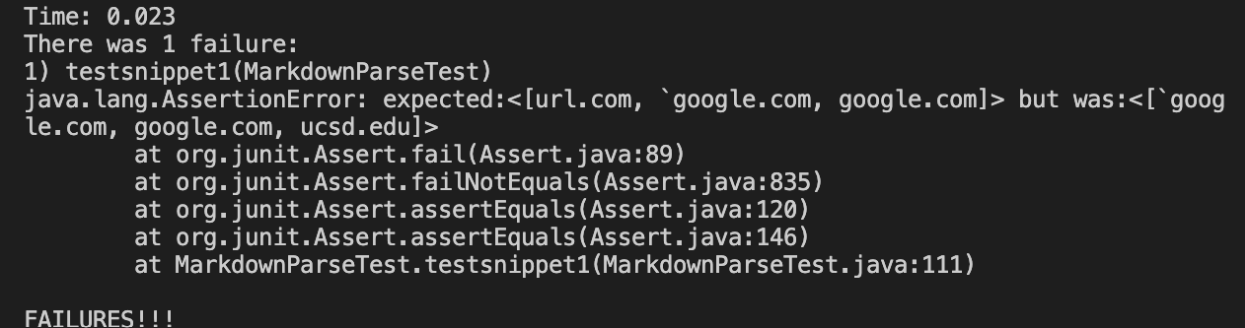 Time: 0.023
There was 1 failure:
1) testsnippet1(MarkdownParseTest)
java.lang.AssertionError: expected:<[url.com, `google.com, google.com]> but was:<[`goog
le.com, google.com, ucsd.edu]>
        at org.junit.Assert.fail(Assert.java:89)
        at org.junit.Assert.failNotEquals(Assert.java:835)
        at org.junit.Assert.assertEquals(Assert.java:120)
        at org.junit.Assert.assertEquals(Assert.java:146)
        at MarkdownParseTest.testsnippet1(MarkdownParseTest.java:111)
FAILURES!!!